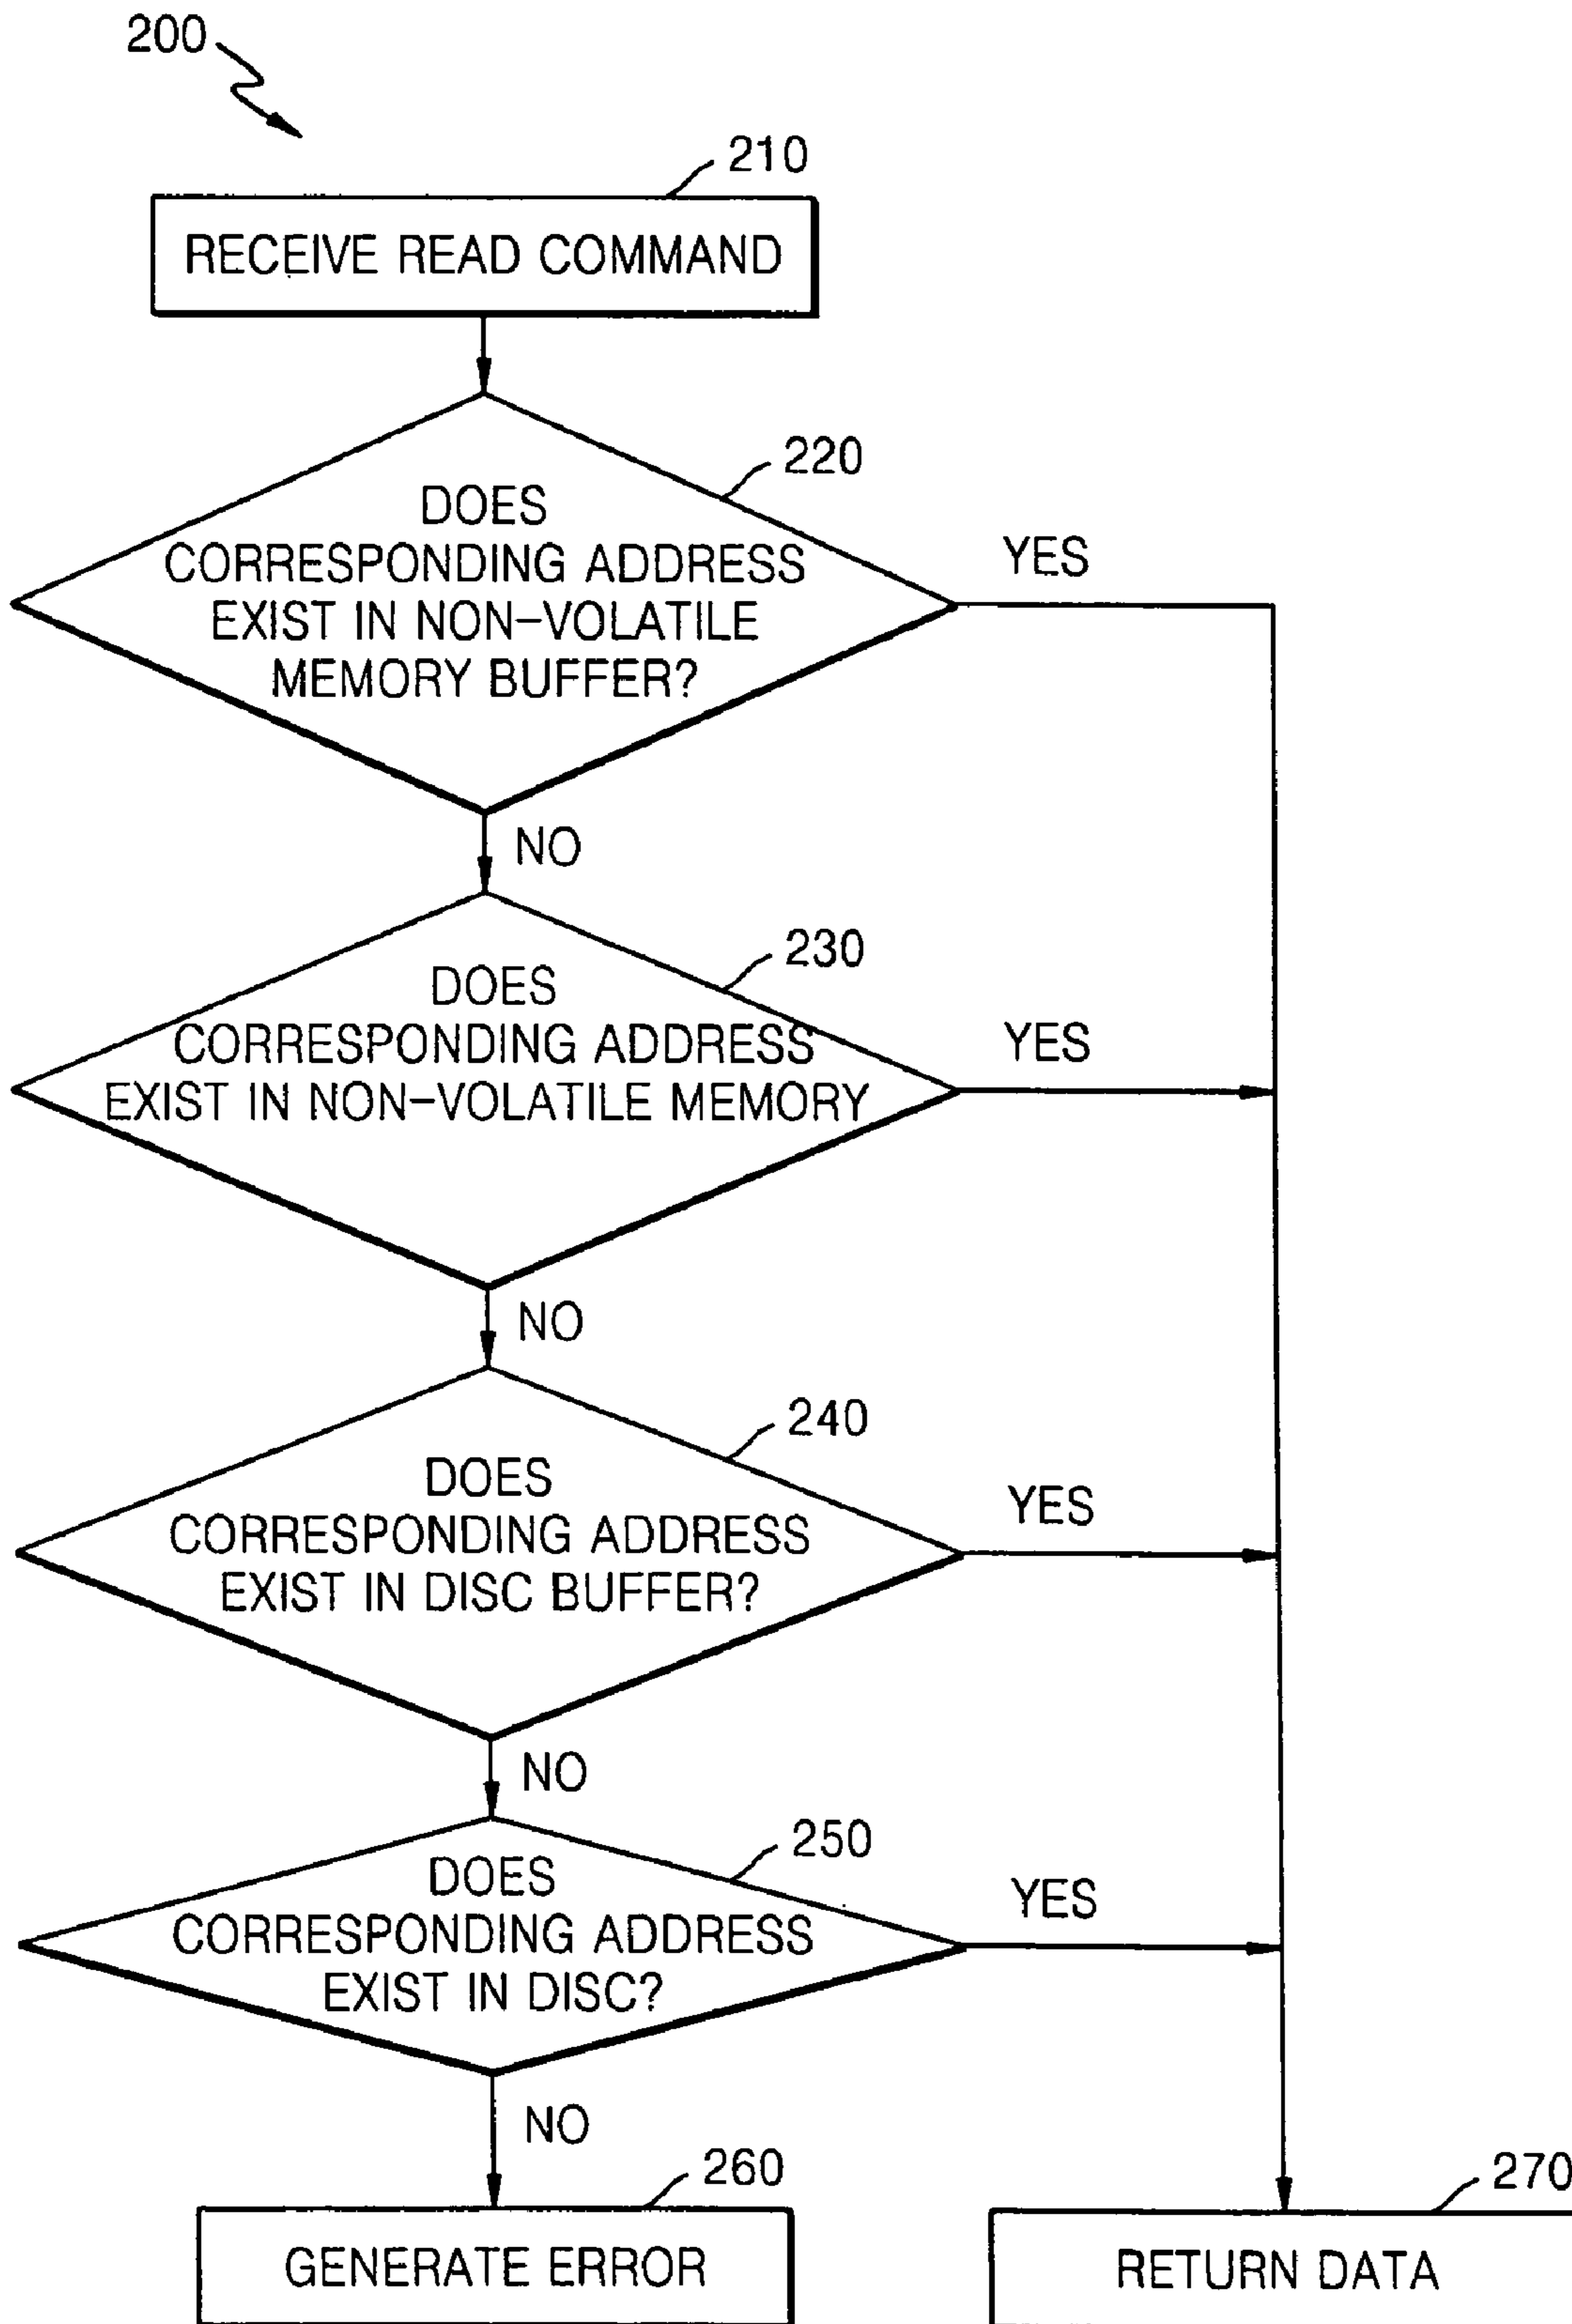 200
210
RECEIVE READ COMMAND
220
DOES
CORRESPONDING ADDRESS
EXIST IN NON-VOLATILE
MEMORY BUFFER?
YES
NO
230
DOES
CORRESPONDING ADDRESS
EXIST IN NON-VOLATILE MEMORY
YES
NO
240
DOES
CORRESPONDING ADDRESS
EXIST IN DISC BUFFER?
YES
NO
250
DOES
CORRESPONDING ADDRESS
EXIST IN DISC?
YES
NO
260
GENERATE ERROR
270
RETURN DATA